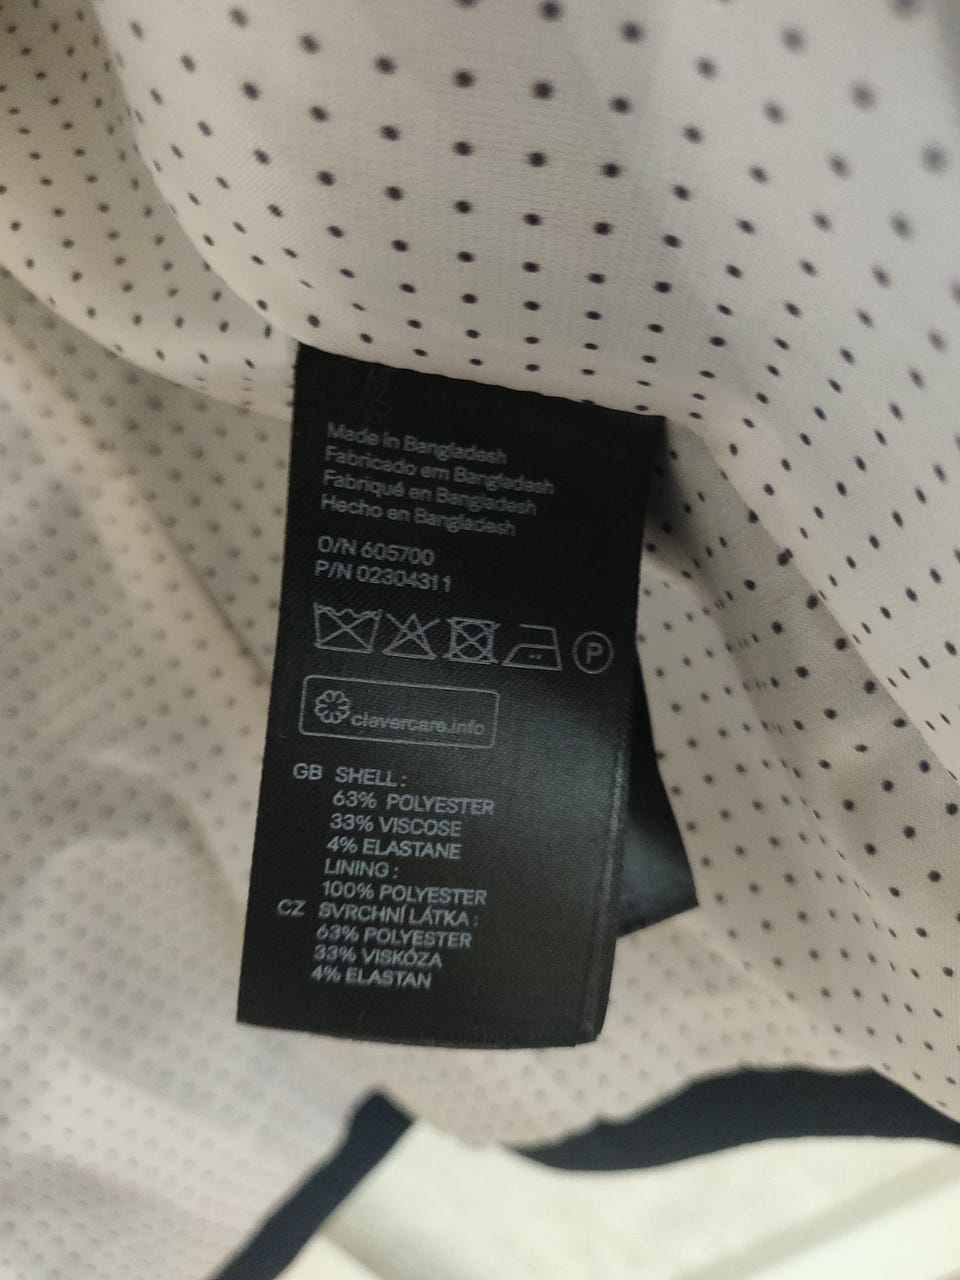 Made in Bangladesh
Fabricado em Bangladesh
Fabriqué en Bangladesh
Hecho en Bangladesh
O/N 605700
P/N 02304311
P
clevercare.info
GB SHELL:
63% POLYESTER
33% VISCOSE
4% ELASTANE
LINING:
100% POLYESTER
CZ SVRCHNÍ LÁTKA:
63% POLYESTER
33% VISKÓZA
4% ELASTAN